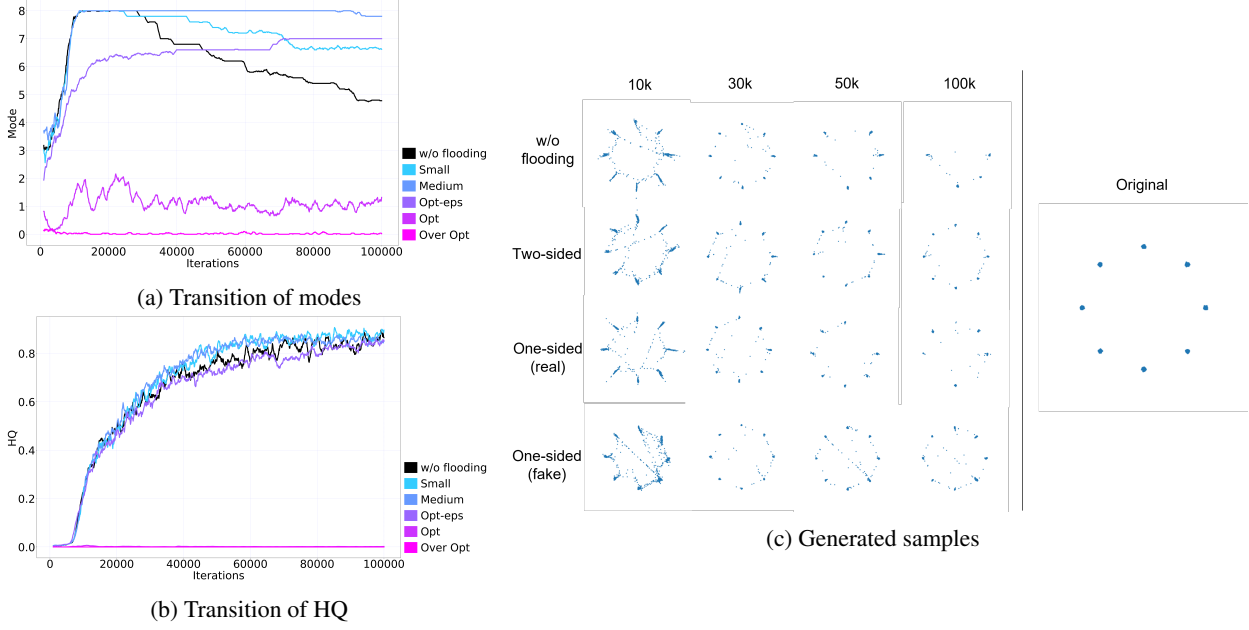 8
7
6
5
4
3
2
1
0
Mode
0
20000
40000
60000
80000
100000
Iterations
w/o flooding
Small
Medium
Opt-eps
Opt
Over Opt
(a) Transition of modes
0.8
0.6
0.4
0.2
0.0
HQ
0
20000
40000
60000
80000
100000
Iterations
w/o flooding
Small
Medium
Opt-eps
Opt
Over Opt
(b) Transition of HQ
10k
30k
50k
100k
w/o
flooding
Two-sided
One-sided
(real)
One-sided
(fake)
Original
(c) Generated samples